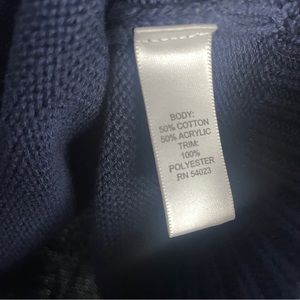 BODY:
50% COTTON
50% ACRYLIC
TRIM:
100%
POLYESTER
RN 54023